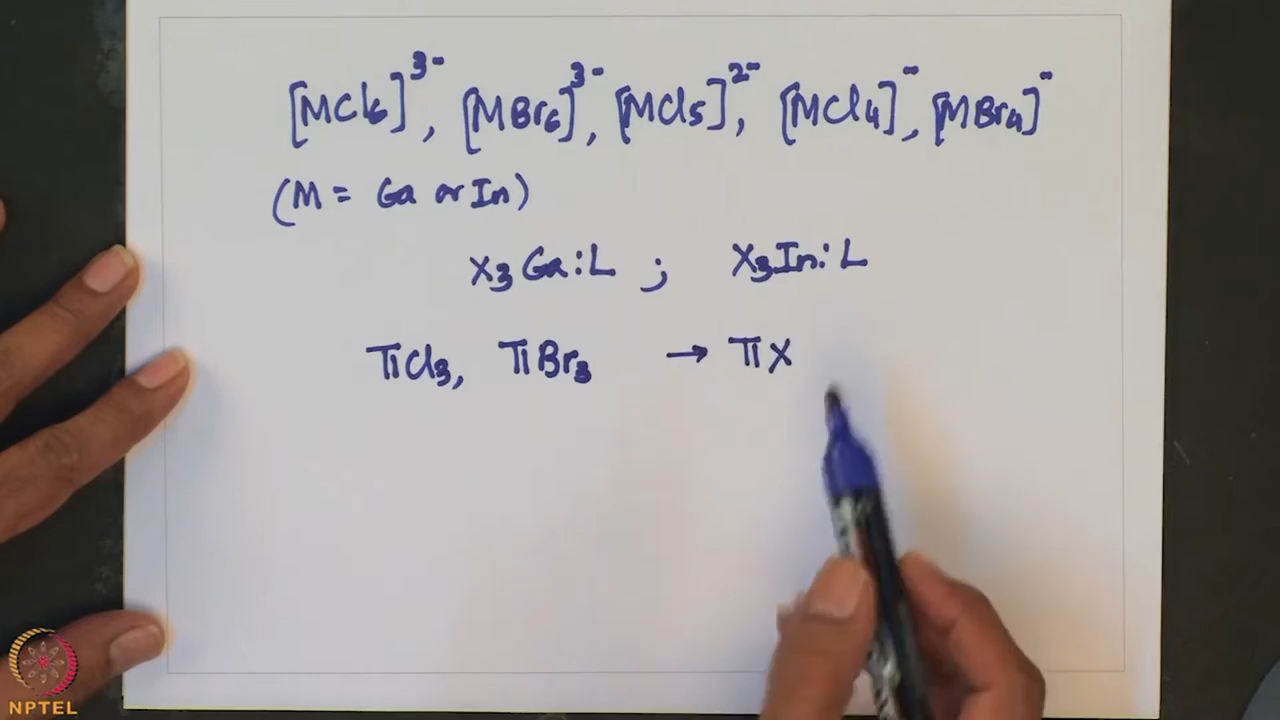 [MCl₆]³⁻, [MBr₆]³⁻, [MCl₅]²⁻, [MCl₄]⁻, [MBr₄]⁻
(M = Ga or In)
X₃Ga:L ; X₃In:L
TlCl₃, TlBr₃ → TlX
NPTEL